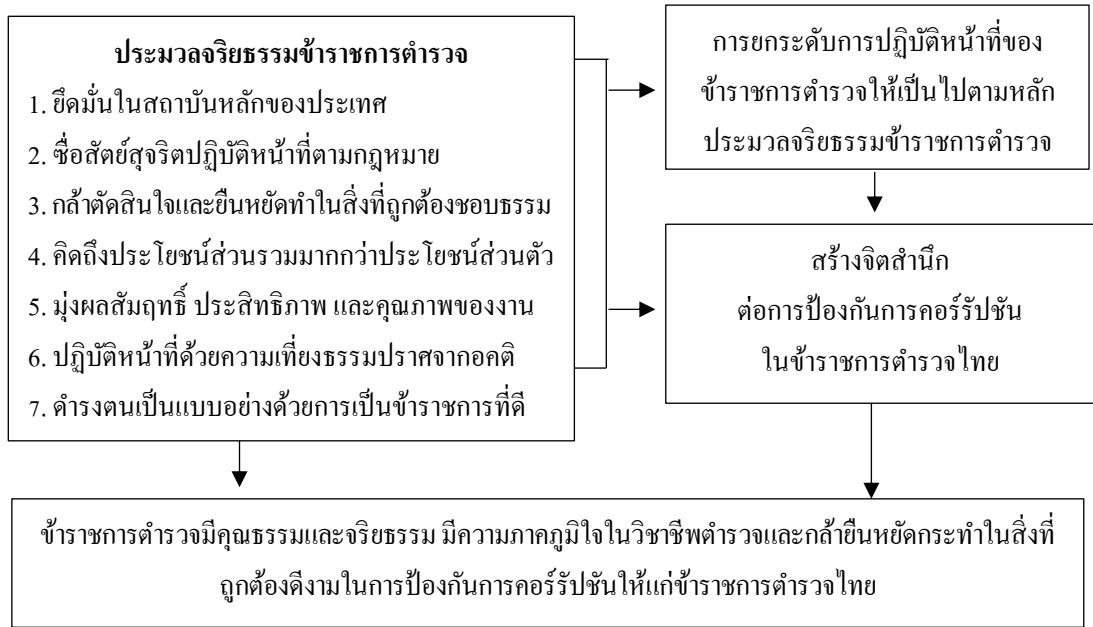 ประมวลจริยธรรมข้าราชการตำรวจ
1. ยึดมั่นในสถาบันหลักของประเทศ
2. ซื่อสัตย์สุจริตปฏิบัติหน้าที่ตามกฎหมาย
3. กล้าตัดสินใจและยืนหยัดทำในสิ่งที่ถูกต้องชอบธรรม
4. คิดถึงประโยชน์ส่วนรวมมากกว่าประโยชน์ส่วนตัว
5. มุ่งผลสัมฤทธิ์ ประสิทธิภาพ และคุณภาพของงาน
6. ปฏิบัติหน้าที่ด้วยความเที่ยงธรรมปราศจากอคติ
7. ดำรงตนเป็นแบบอย่างด้วยการเป็นข้าราชการที่ดี
การยกระดับการปฏิบัติหน้าที่ของ
ข้าราชการตำรวจให้เป็นไปตามหลัก
ประมวลจริยธรรมข้าราชการตำรวจ
สร้างจิตสำนึก
ต่อการป้องกันการคอร์รัปชัน
ในข้าราชการตำรวจไทย
ข้าราชการตำรวจมีคุณธรรมและจริยธรรม มีความภาคภูมิใจในวิชาชีพตำรวจและกล้ายืนหยัดกระทำในสิ่งที่
ถูกต้องดีงามในการป้องกันการคอร์รัปชันให้แก่ข้าราชการตำรวจไทย